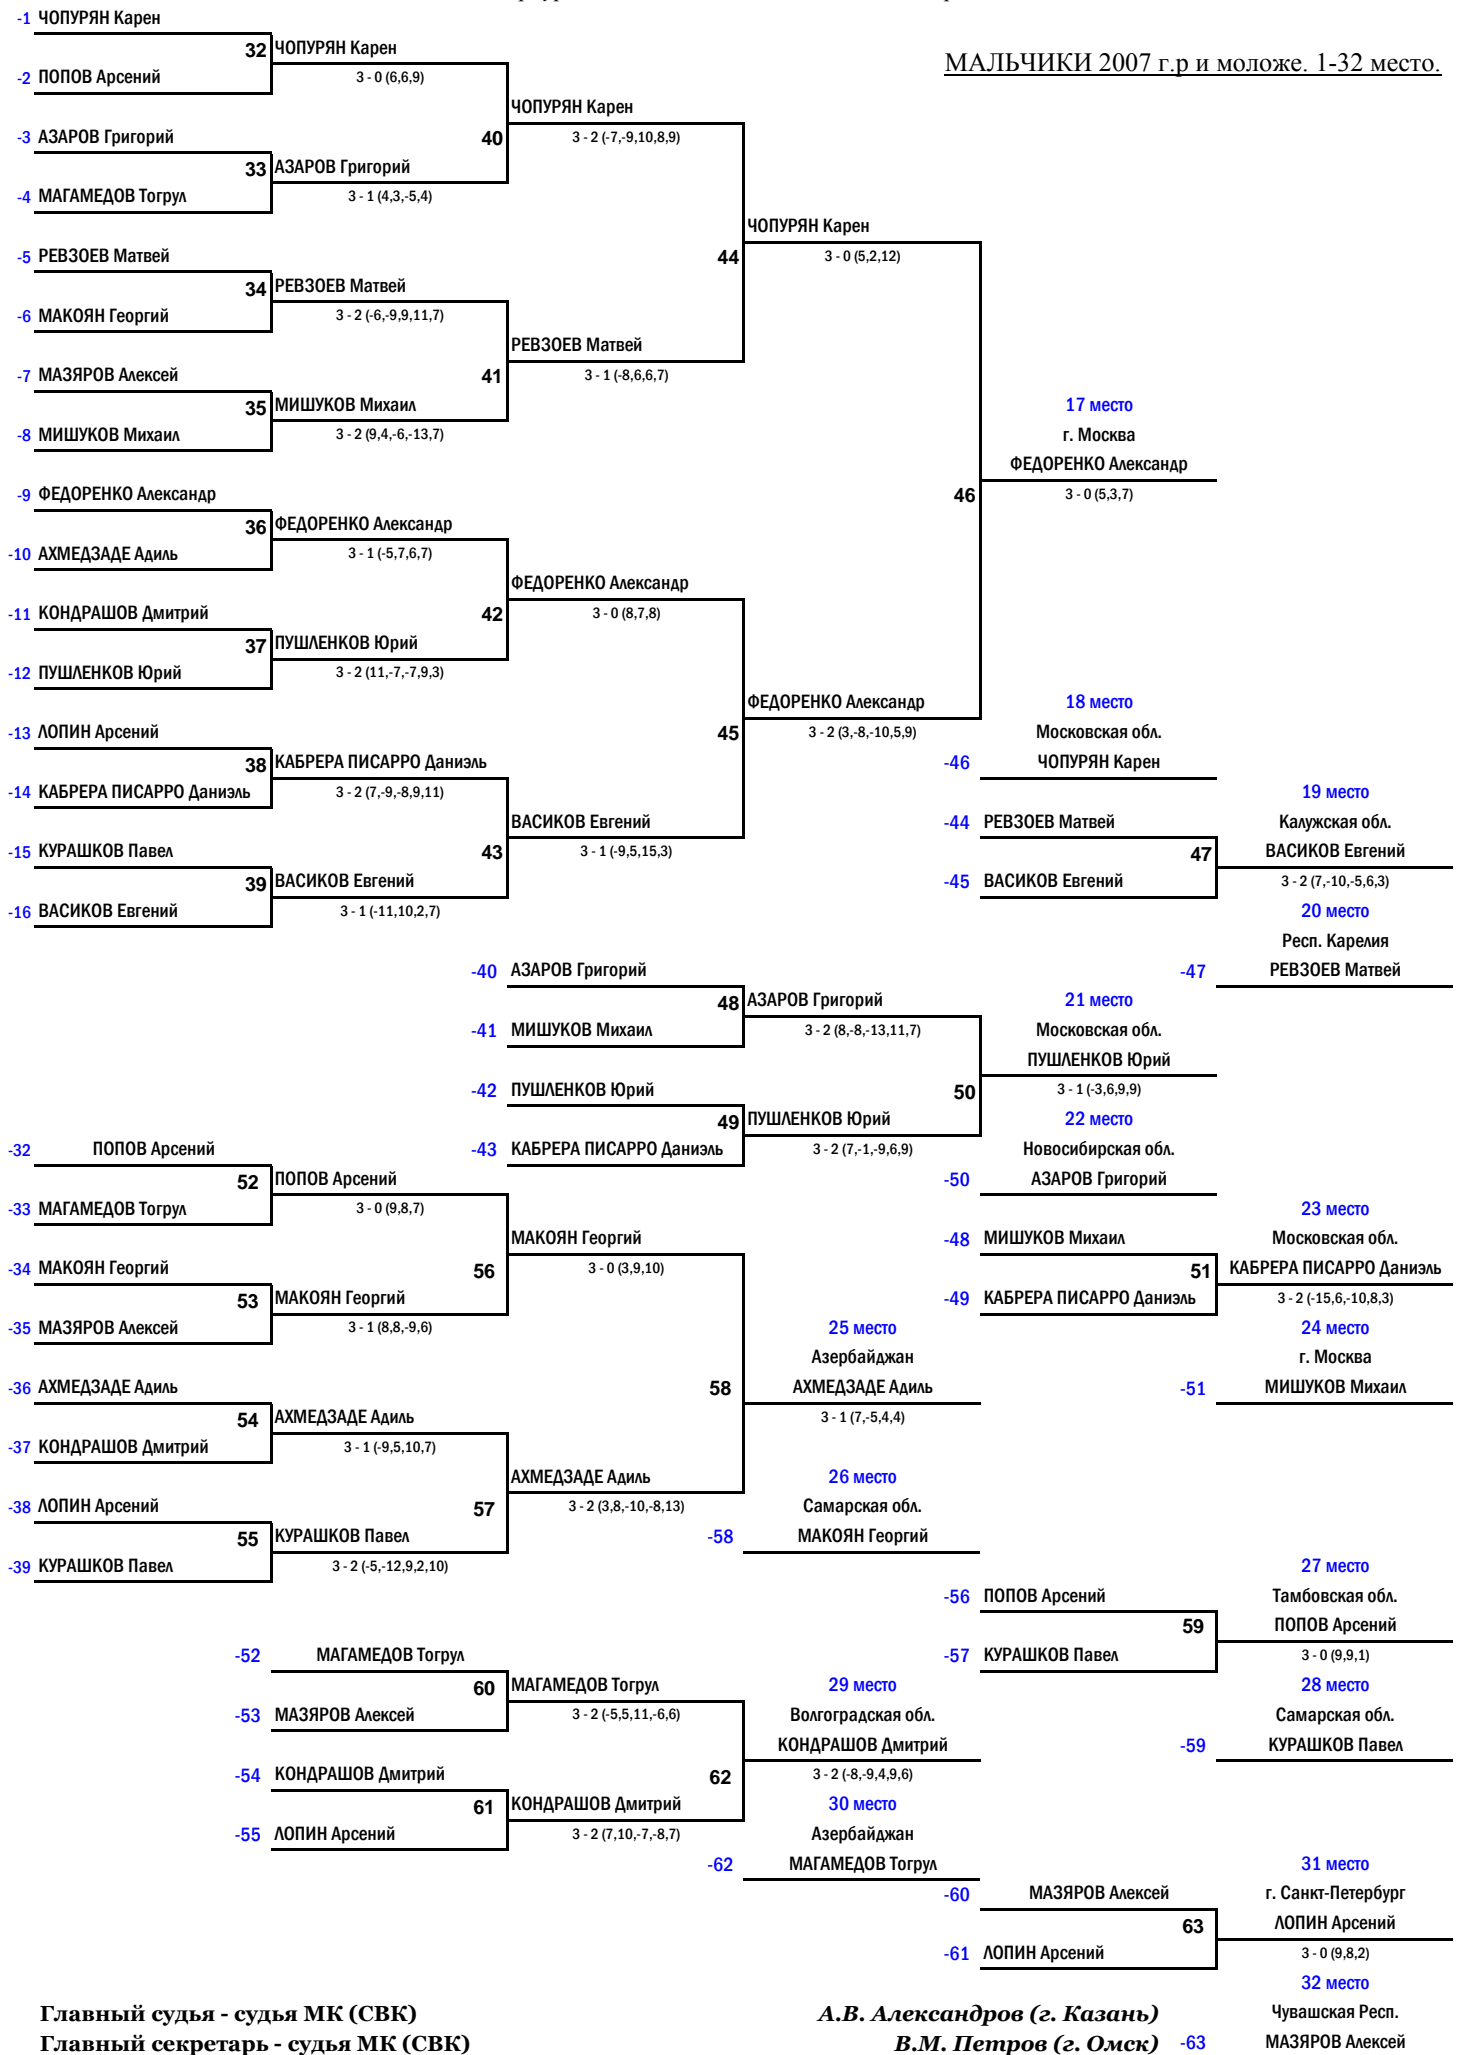 -1 ЧОПУРЯН Карен
32 ЧОПУРЯН Карен
МАЛЬЧИКИ 2007 г.р и моложе. 1-32 место.
-2 ПОПОВ Арсений
3 - 0 (6,6,9)
ЧОПУРЯН Карен
-3 АЗАРОВ Григорий
40
3 - 2 (-7,-9,10,8,9)
33 АЗАРОВ Григорий
-4 МАГАМЕДОВ Тогрул
3 - 1 (4,3,-5,4)
ЧОПУРЯН Карен
-5 РЕВЗОЕВ Матвей
44
3 - 0 (5,2,12)
34 РЕВЗОЕВ Матвей
-6 МАКОЯН Георгий
3 - 2 (-6,-9,9,11,7)
РЕВЗОЕВ Матвей
-7 МАЗЯРОВ Алексей
41
3 - 1 (-8,6,6,7)
35 МИШУКОВ Михаил
17 место
-8 МИШУКОВ Михаил
3 - 2 (9,4,-6,-13,7)
г. Москва
ФЕДОРЕНКО Александр
-9 ФЕДОРЕНКО Александр
46
3 - 0 (5,3,7)
36 ФЕДОРЕНКО Александр
-10 АХМЕДЗАДЕ Адиль
3 - 1 (-5,7,6,7)
ФЕДОРЕНКО Александр
-11 КОНДРАШОВ Дмитрий
42
3 - 0 (8,7,8)
37 ПУШЛЕНКОВ Юрий
-12 ПУШЛЕНКОВ Юрий
3 - 2 (11,-7,-7,9,3)
ФЕДОРЕНКО Александр
18 место
-13 ЛОПИН Арсений
45
3 - 2 (3,-8,-10,5,9)
Московская обл.
38 КАБРЕРА ПИСАРРО Даниэль
-46 ЧОПУРЯН Карен
-14 КАБРЕРА ПИСАРРО Даниэль
3 - 2 (7,-9,-8,9,11)
19 место
ВАСИКОВ Евгений
-44 РЕВЗОЕВ Матвей
Калужская обл.
-15 КУРАШКОВ Павел
43
3 - 1 (-9,5,15,3)
47 ВАСИКОВ Евгений
39 ВАСИКОВ Евгений
-45 ВАСИКОВ Евгений
3 - 2 (7,-10,-5,6,3)
-16 ВАСИКОВ Евгений
3 - 1 (-11,10,2,7)
20 место
Респ. Карелия
-40 АЗАРОВ Григорий
-47 РЕВЗОЕВ Матвей
48 АЗАРОВ Григорий
21 место
-41 МИШУКОВ Михаил
3 - 2 (8,-8,-13,11,7)
Московская обл.
ПУШЛЕНКОВ Юрий
-42 ПУШЛЕНКОВ Юрий
50
3 - 1 (-3,6,9,9)
49 ПУШЛЕНКОВ Юрий
22 место
-32 ПОПОВ Арсений
-43 КАБРЕРА ПИСАРРО Даниэль
3 - 2 (7,-1,-9,6,9)
Новосибирская обл.
52 ПОПОВ Арсений
-50 АЗАРОВ Григорий
-33 МАГАМЕДОВ Тогрул
3 - 0 (9,8,7)
23 место
МАКОЯН Георгий
-48 МИШУКОВ Михаил
Московская обл.
-34 МАКОЯН Георгий
56
3 - 0 (3,9,10)
51 КАБРЕРА ПИСАРРО Даниэль
53 МАКОЯН Георгий
-49 КАБРЕРА ПИСАРРО Даниэль
3 - 2 (-15,6,-10,8,3)
-35 МАЗЯРОВ Алексей
3 - 1 (8,8,-9,6)
25 место
24 место
Азербайджан
г. Москва
-36 АХМЕДЗАДЕ Адиль
58
АХМЕДЗАДЕ Адиль
-51 МИШУКОВ Михаил
54 АХМЕДЗАДЕ Адиль
3 - 1 (7,-5,4,4)
-37 КОНДРАШОВ Дмитрий
3 - 1 (-9,5,10,7)
АХМЕДЗАДЕ Адиль
26 место
-38 ЛОПИН Арсений
57
3 - 2 (3,8,-10,-8,13)
Самарская обл.
55 КУРАШКОВ Павел
-58 МАКОЯН Георгий
-39 КУРАШКОВ Павел
3 - 2 (-5,-12,9,2,10)
27 место
-56 ПОПОВ Арсений
Тамбовская обл.
59 ПОПОВ Арсений
-52 МАГАМЕДОВ Тогрул
-57 КУРАШКОВ Павел
3 - 0 (9,9,1)
60 МАГАМЕДОВ Тогрул
29 место
28 место
-53 МАЗЯРОВ Алексей
3 - 2 (-5,5,11,-6,6)
Волгоградская обл.
Самарская обл.
КОНДРАШОВ Дмитрий
-59 КУРАШКОВ Павел
-54 КОНДРАШОВ Дмитрий
62
3 - 2 (-8,-9,4,9,6)
61 КОНДРАШОВ Дмитрий
30 место
-55 ЛОПИН Арсений
3 - 2 (7,10,-7,-8,7)
Азербайджан
-62 МАГАМЕДОВ Тогрул
31 место
-60 МАЗЯРОВ Алексей
г. Санкт-Петербург
63 ЛОПИН Арсений
-61 ЛОПИН Арсений
3 - 0 (9,8,2)
32 место
Главный судья - судья МК (СВК)
А.В. Александров (г. Казань)
Чувашская Респ.
Главный секретарь - судья МК (СВК)
В.М. Петров (г. Омск)
-63 МАЗЯРОВ Алексей